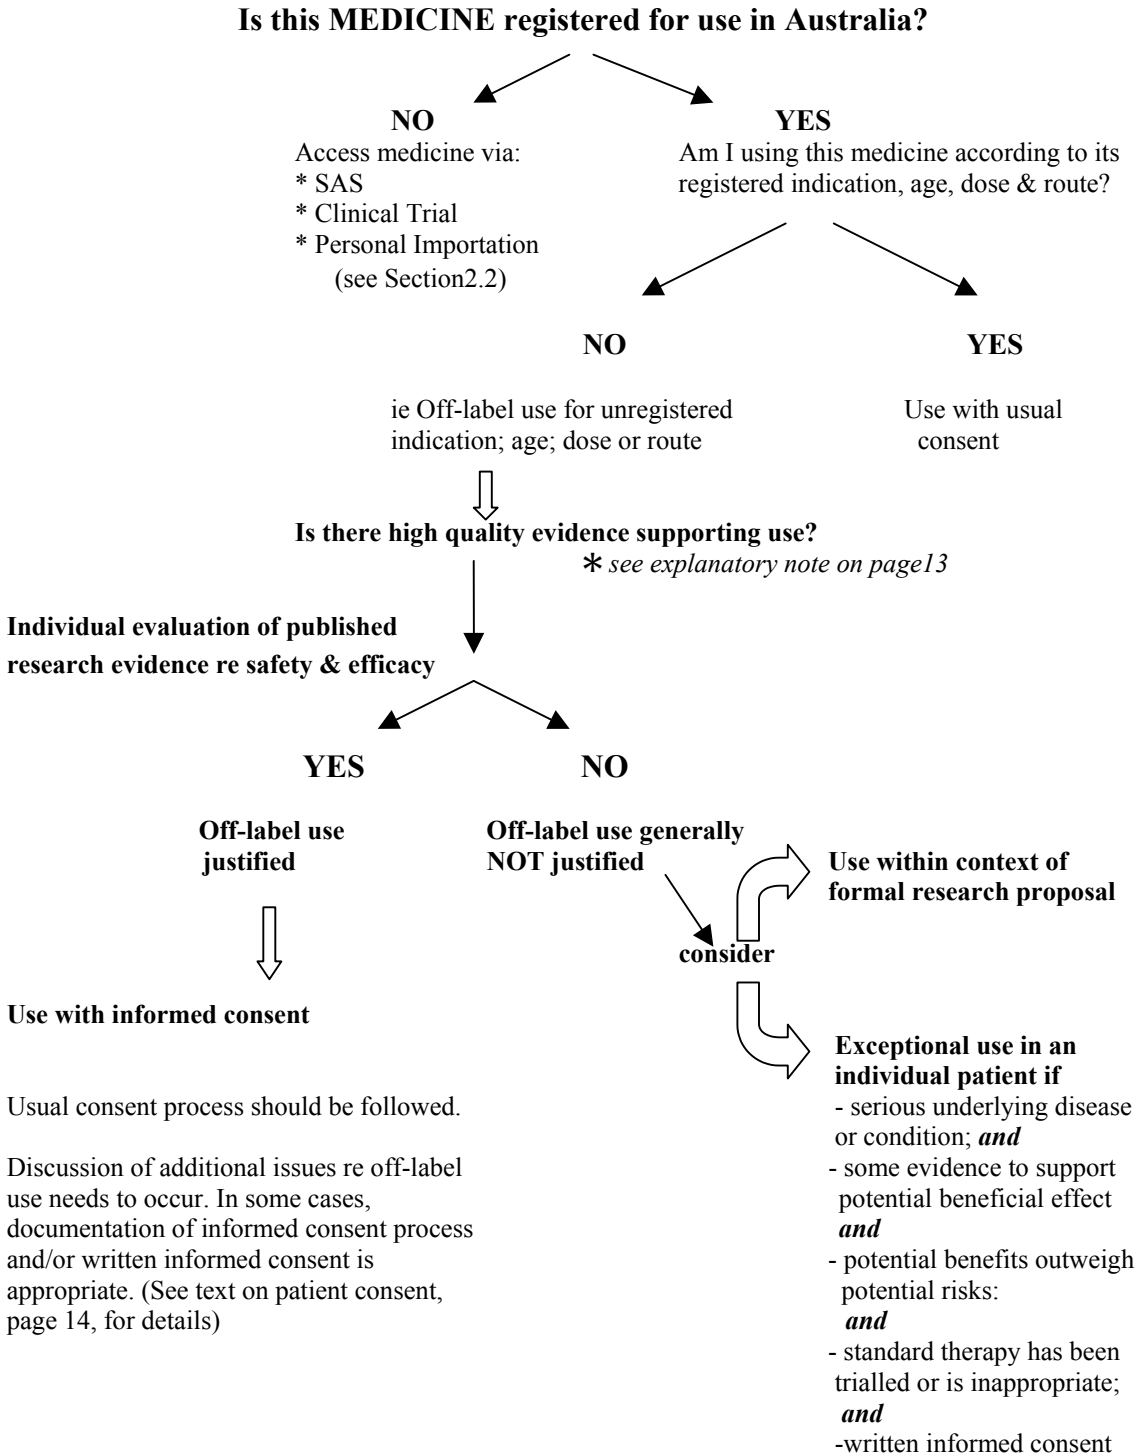 Is this MEDICINE registered for use in Australia?
NO
Access medicine via:
* SAS
* Clinical Trial
* Personal Importation
(see Section2.2)
YES
Am I using this medicine according to its
registered indication, age, dose & route?
NO
ie Off-label use for unregistered
indication; age; dose or route
YES
Use with usual
consent
Is there high quality evidence supporting use?
* see explanatory note on page13
Individual evaluation of published
research evidence re safety & efficacy
YES
Off-label use
justified
Use with informed consent
Usual consent process should be followed.
Discussion of additional issues re off-label
use needs to occur. In some cases,
documentation of informed consent process
and/or written informed consent is
appropriate. (See text on patient consent,
page 14, for details)
NO
Off-label use generally
NOT justified
consider
Use within context of
formal research proposal
Exceptional use in an
individual patient if
- serious underlying disease
or condition; and
- some evidence to support
potential beneficial effect
and
- potential benefits outweigh
potential risks:
and
- standard therapy has been
trialled or is inappropriate;
and
-written informed consent